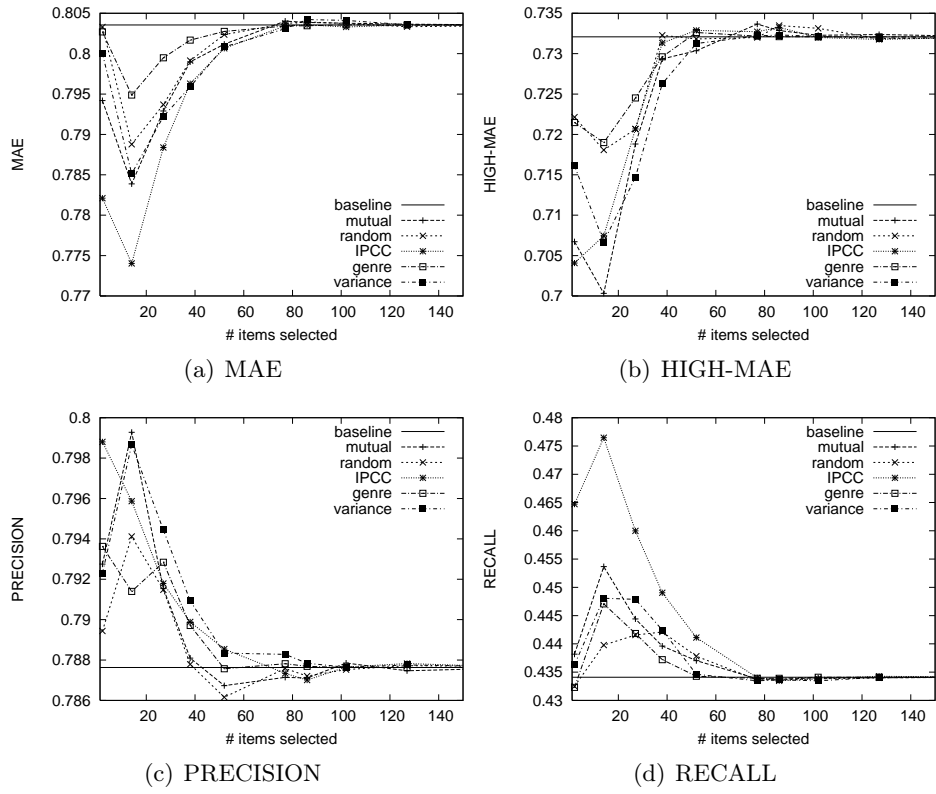 0.805
0.8
0.795
0.79
0.785
0.78
0.775
0.77
MAE
20 40 60 80 100 120 140
# items selected
baseline
mutual
random
IPCC
genre
variance
(a) MAE
0.735
0.73
0.725
0.72
0.715
0.71
0.705
0.7
HIGH-MAE
20 40 60 80 100 120 140
# items selected
baseline
mutual
random
IPCC
genre
variance
(b) HIGH-MAE
0.8
0.798
0.796
0.794
0.792
0.79
0.788
0.786
PRECISION
20 40 60 80 100 120 140
# items selected
baseline
mutual
random
IPCC
genre
variance
(c) PRECISION
0.48
0.475
0.47
0.465
0.46
0.455
0.45
0.445
0.44
0.435
0.43
RECALL
20 40 60 80 100 120 140
# items selected
baseline
mutual
random
IPCC
genre
variance
(d) RECALL